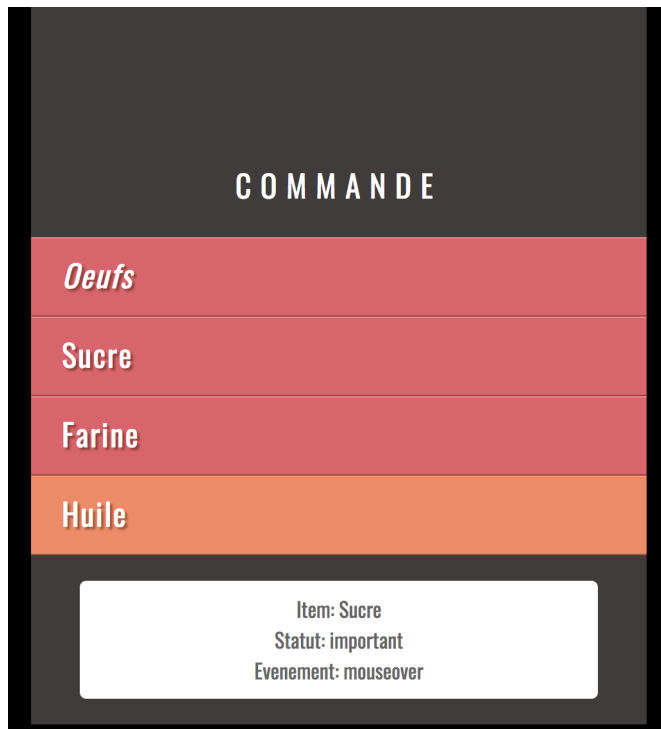 COMMANDE
Oeufs
Sucre
Farine
Huile
Item: Sucre
Statut: important
Evenement: mouseover